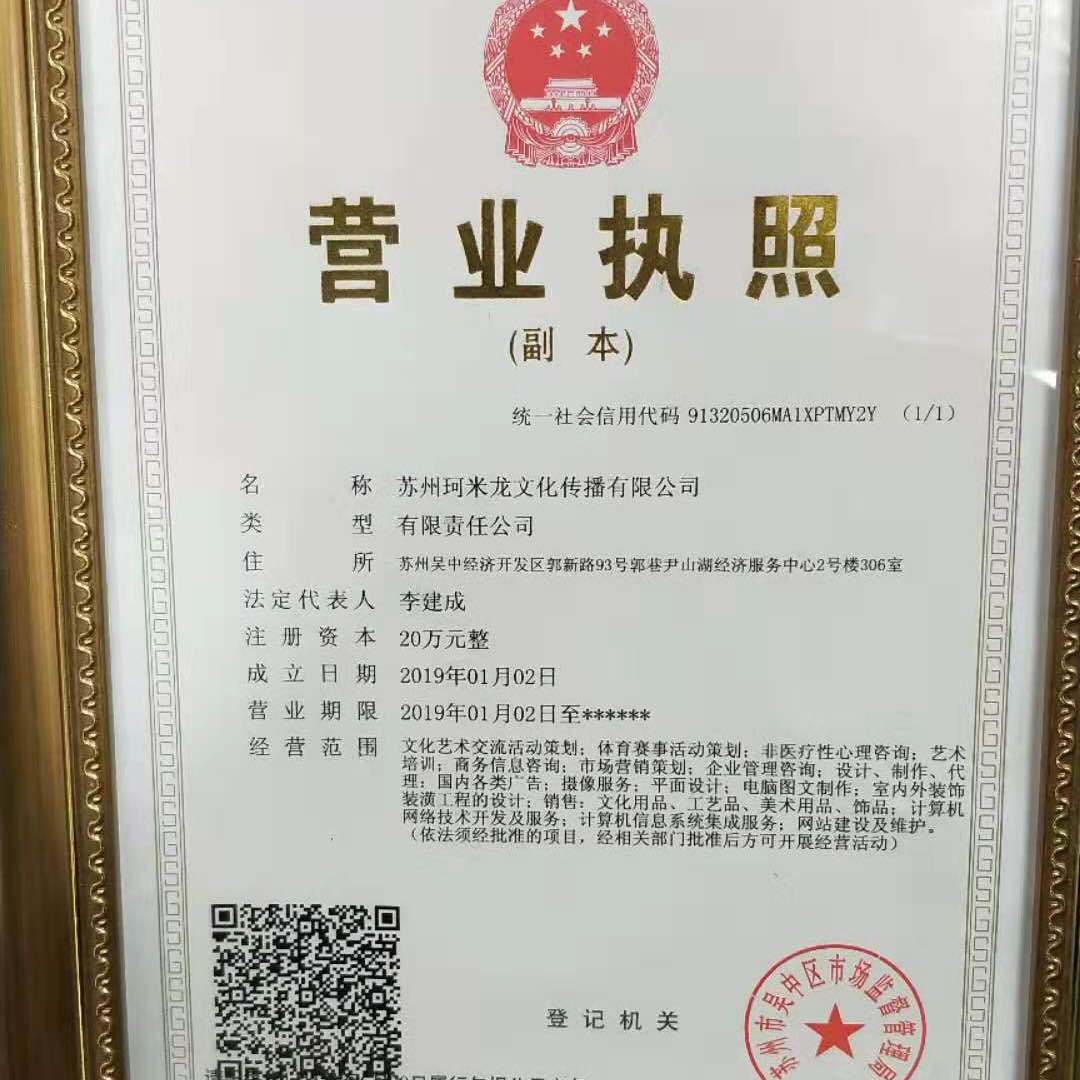 营业执照
(副 本)
统一社会信用代码 91320506MA1XPTMY2Y （1/1）
名 称 苏州珂米龙文化传播有限公司
类 型 有限责任公司
住 所 苏州吴中经济开发区郭新路93号郭巷尹山湖经济服务中心2号楼306室
法定代表人 李建成
注册资本 20万元整
成立日期 2019年01月02日
营业期限 2019年01月02日至******
经营范围 文化艺术交流活动策划；体育赛事活动策划；非医疗性心理咨询；艺术
培训；商务信息咨询；市场营销策划；企业管理咨询；设计、制作、代
理：国内各类广告；摄像服务；平面设计；电脑图文制作；室内外装饰
装潢工程的设计；销售：文化用品、工艺品、美术用品、饰品；计算机
网络技术开发及服务；计算机信息系统集成服务；网站建设及维护。
（依法须经批准的项目，经相关部门批准后方可开展经营活动）
登记机关
苏州市吴中区市场监督管理局